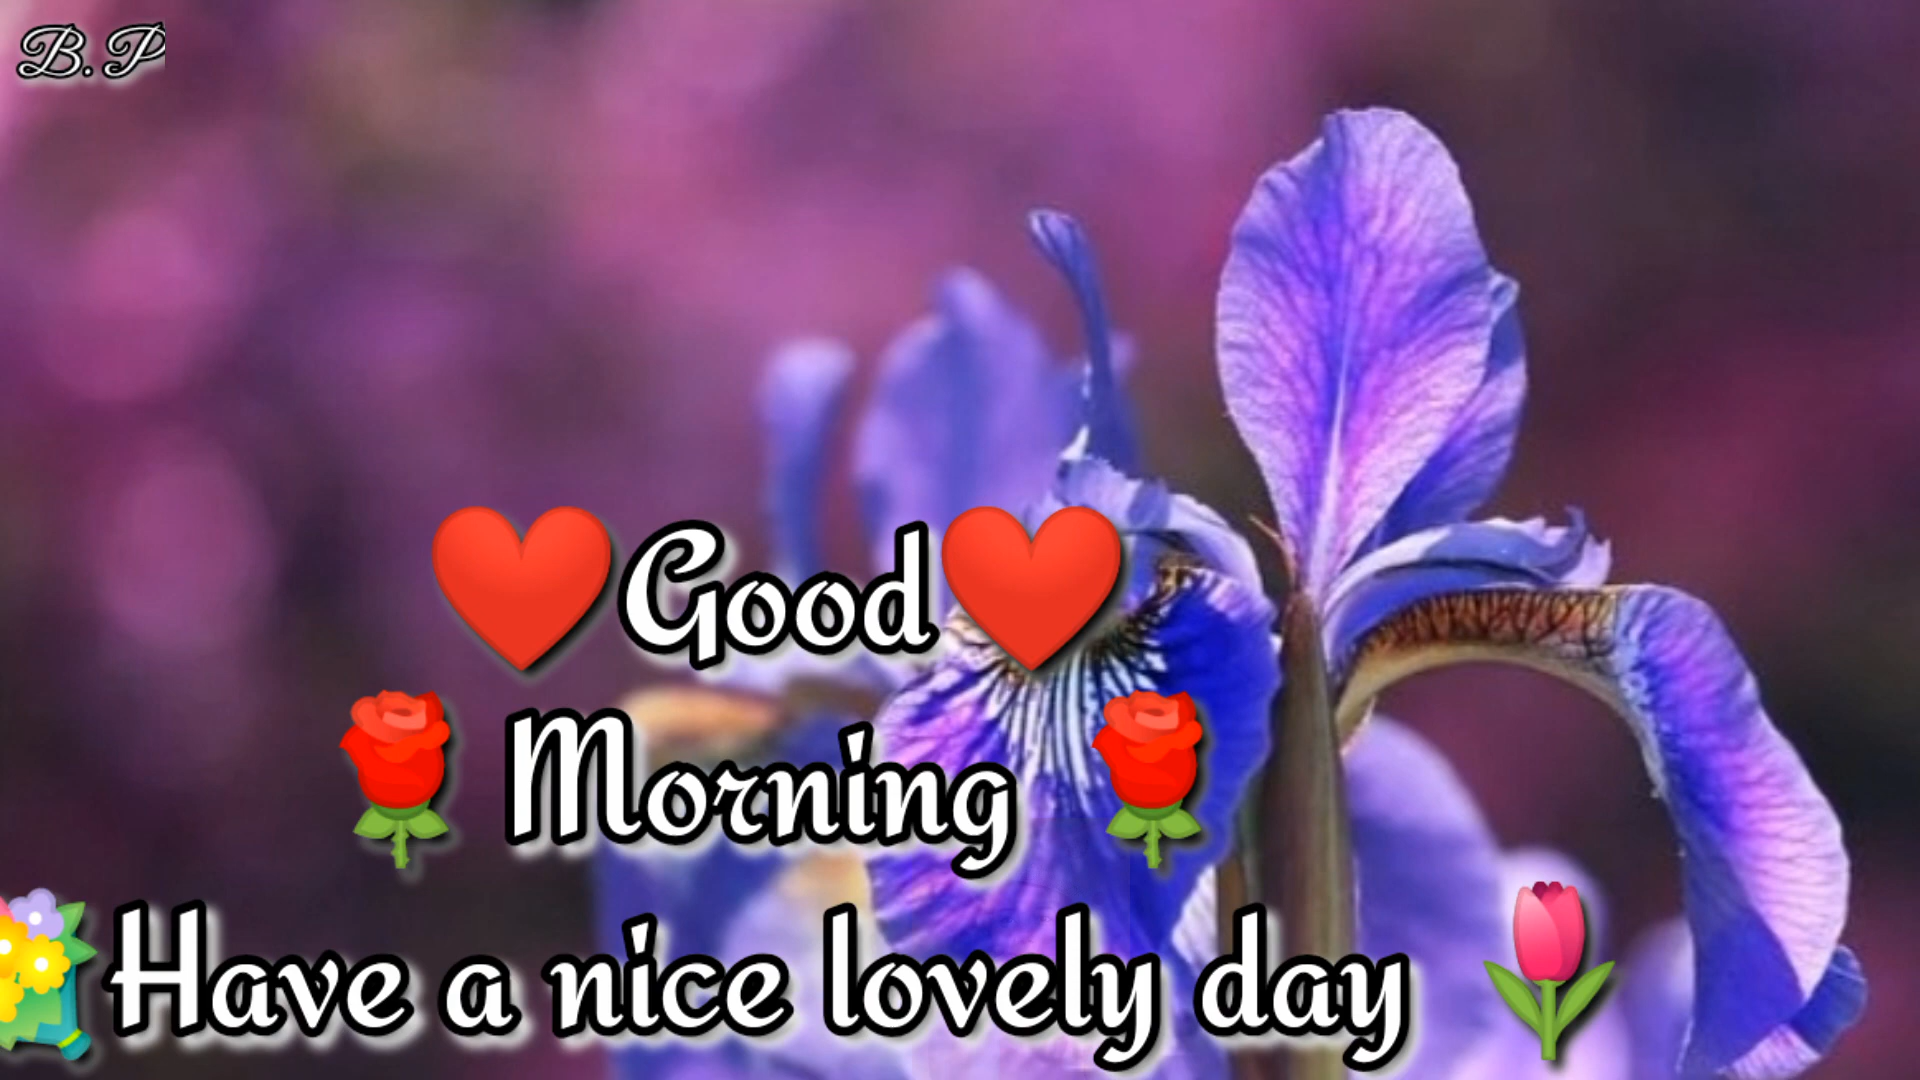 B.P
❤️Good❤️
🌹 Morning 🌹
💐Have a nice lovely day 🌷